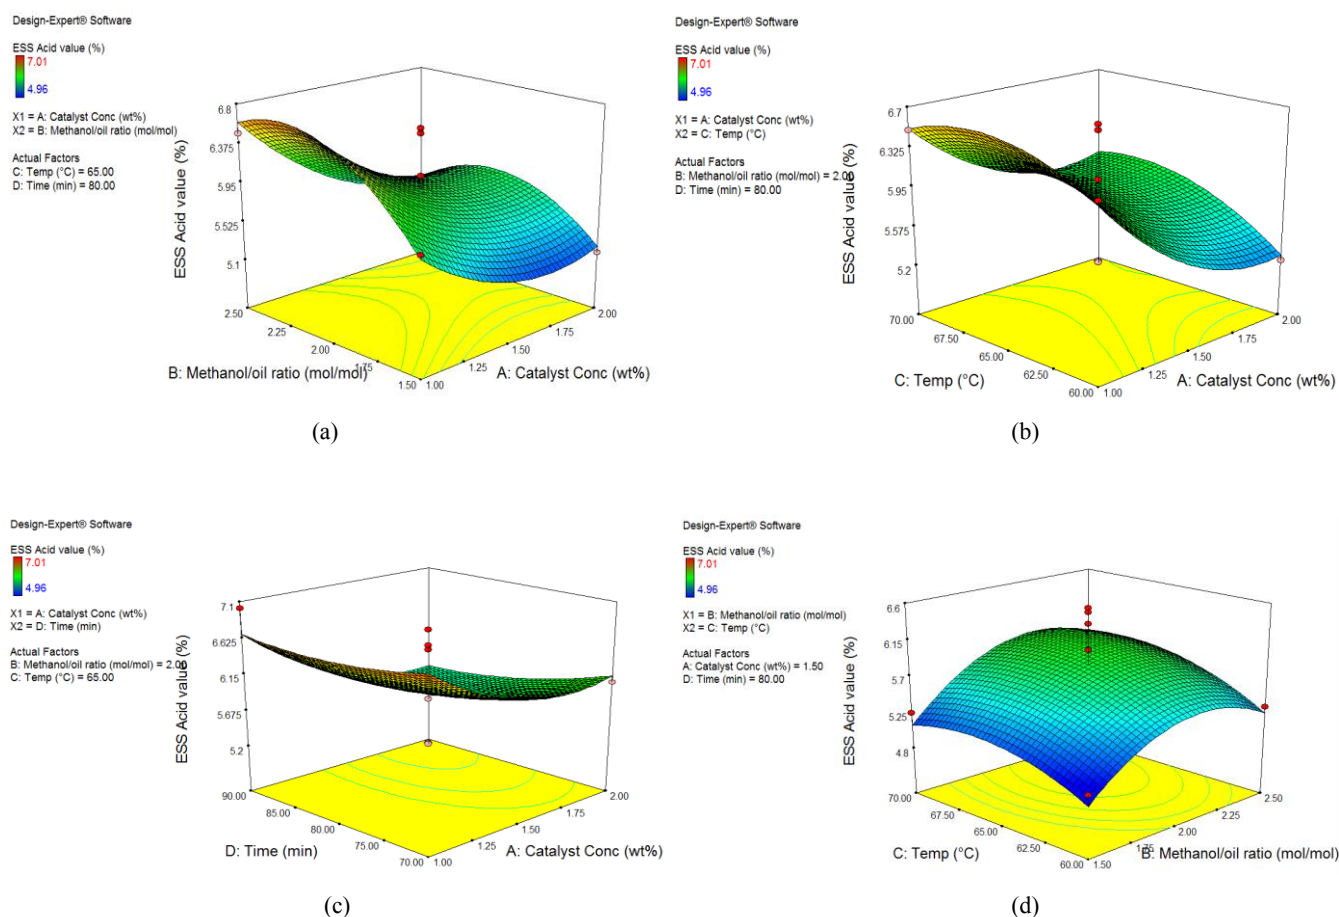 Design-Expert® Software
ESS Acid value (%)
7.01
4.96
X1 = A: Catalyst Conc (wt%)
X2 = B: Methanol/oil ratio (mol/mol)
Actual Factors
C: Temp (°C) = 65.00
D: Time (min) = 80.00
6.8
6.375
5.95
5.525
5.1
ESS Acid value (%)
2.50
2.25
2.00
1.75
1.50
B: Methanol/oil ratio (mol/mol)
1.00
1.25
1.50
1.75
2.00
A: Catalyst Conc (wt%)
(a)
Design-Expert® Software
ESS Acid value (%)
7.01
4.96
X1 = A: Catalyst Conc (wt%)
X2 = C: Temp (°C)
Actual Factors
B: Methanol/oil ratio (mol/mol) = 2.00
D: Time (min) = 80.00
6.7
6.325
5.95
5.575
5.2
ESS Acid value (%)
70.00
67.50
65.00
62.50
60.00
C: Temp (°C)
1.00
1.25
1.50
1.75
2.00
A: Catalyst Conc (wt%)
(b)
Design-Expert® Software
ESS Acid value (%)
7.01
4.96
X1 = A: Catalyst Conc (wt%)
X2 = D: Time (min)
Actual Factors
B: Methanol/oil ratio (mol/mol) = 2.00
C: Temp (°C) = 65.00
7.1
6.625
6.15
5.675
5.2
ESS Acid value (%)
90.00
85.00
80.00
75.00
70.00
D: Time (min)
1.00
1.25
1.50
1.75
2.00
A: Catalyst Conc (wt%)
(c)
Design-Expert® Software
ESS Acid value (%)
7.01
4.96
X1 = B: Methanol/oil ratio (mol/mol)
X2 = C: Temp (°C)
Actual Factors
A: Catalyst Conc (wt%) = 1.50
D: Time (min) = 80.00
6.6
6.15
5.7
5.25
4.8
ESS Acid value (%)
70.00
67.50
65.00
62.50
60.00
C: Temp (°C)
1.50
1.75
2.00
2.25
2.50
B: Methanol/oil ratio (mol/mol)
(d)